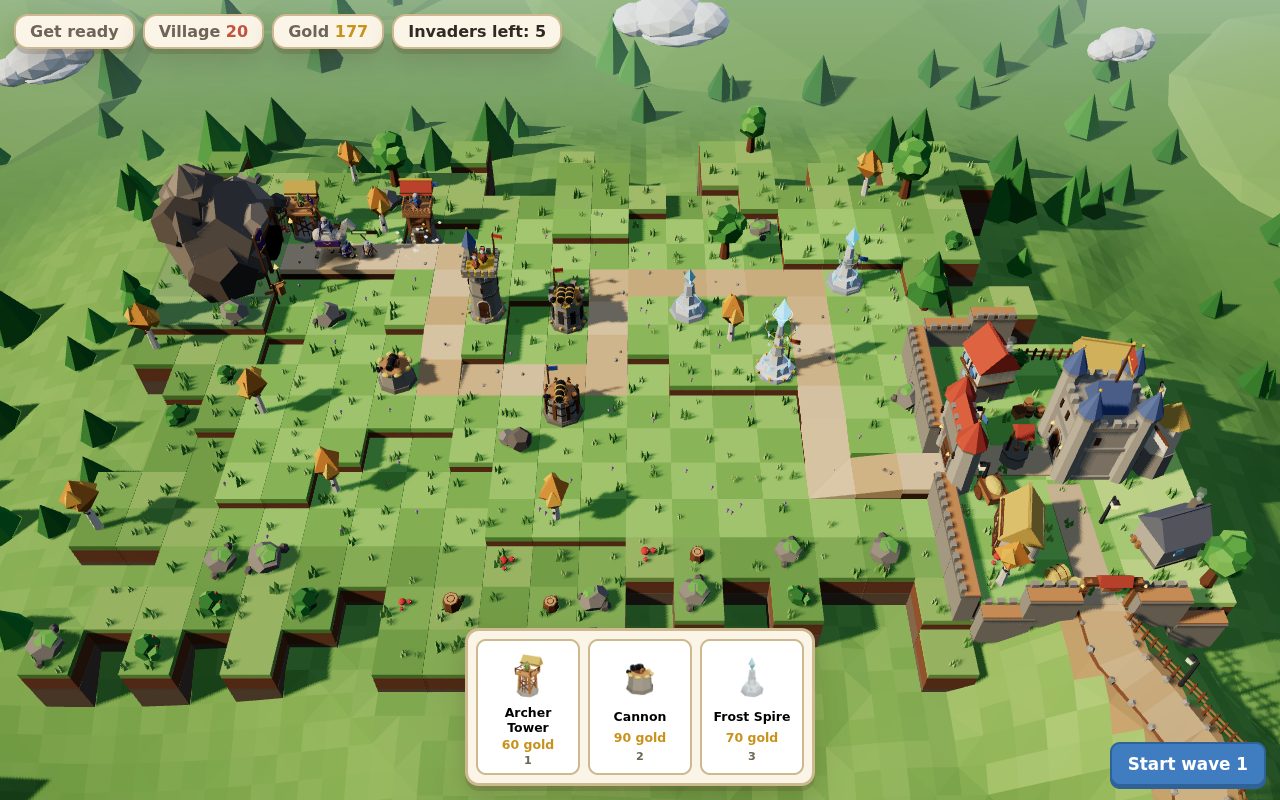 Get ready
Village 20
Gold 177
Invaders left: 5
Archer
Tower
60 gold
1
Cannon
90 gold
2
Frost Spire
70 gold
3
Start wave 1